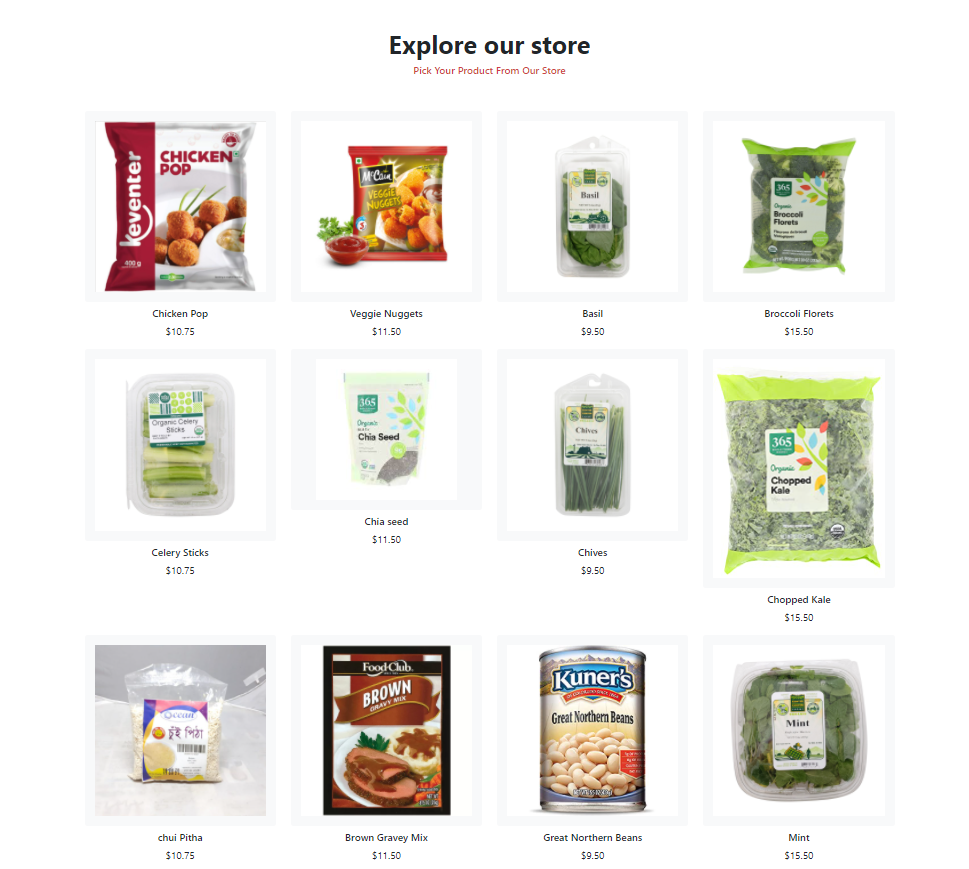 Explore our store
Pick Your Product From Our Store
keventer
CHICKEN
POP
400 g
McCain
VEGGIE
NUGGETS
Basil
365
Organic
Broccoli
Florets
Chicken Pop
Veggie Nuggets
Basil
Broccoli Florets
$10.75
$11.50
$9.50
$15.50
Organic Celery
Sticks
365
Organic
Chia Seed
Chives
365
Organic
Chopped
Kale
Celery Sticks
$10.75
Chia seed
$11.50
Chives
$9.50
Chopped Kale
$15.50
Ocean
চুঁই পিঠা
Food Club
BROWN
GRAVY MIX
Kuner's
Great Northern Beans
Mint
chui Pitha
Brown Gravey Mix
Great Northern Beans
Mint
$10.75
$11.50
$9.50
$15.50